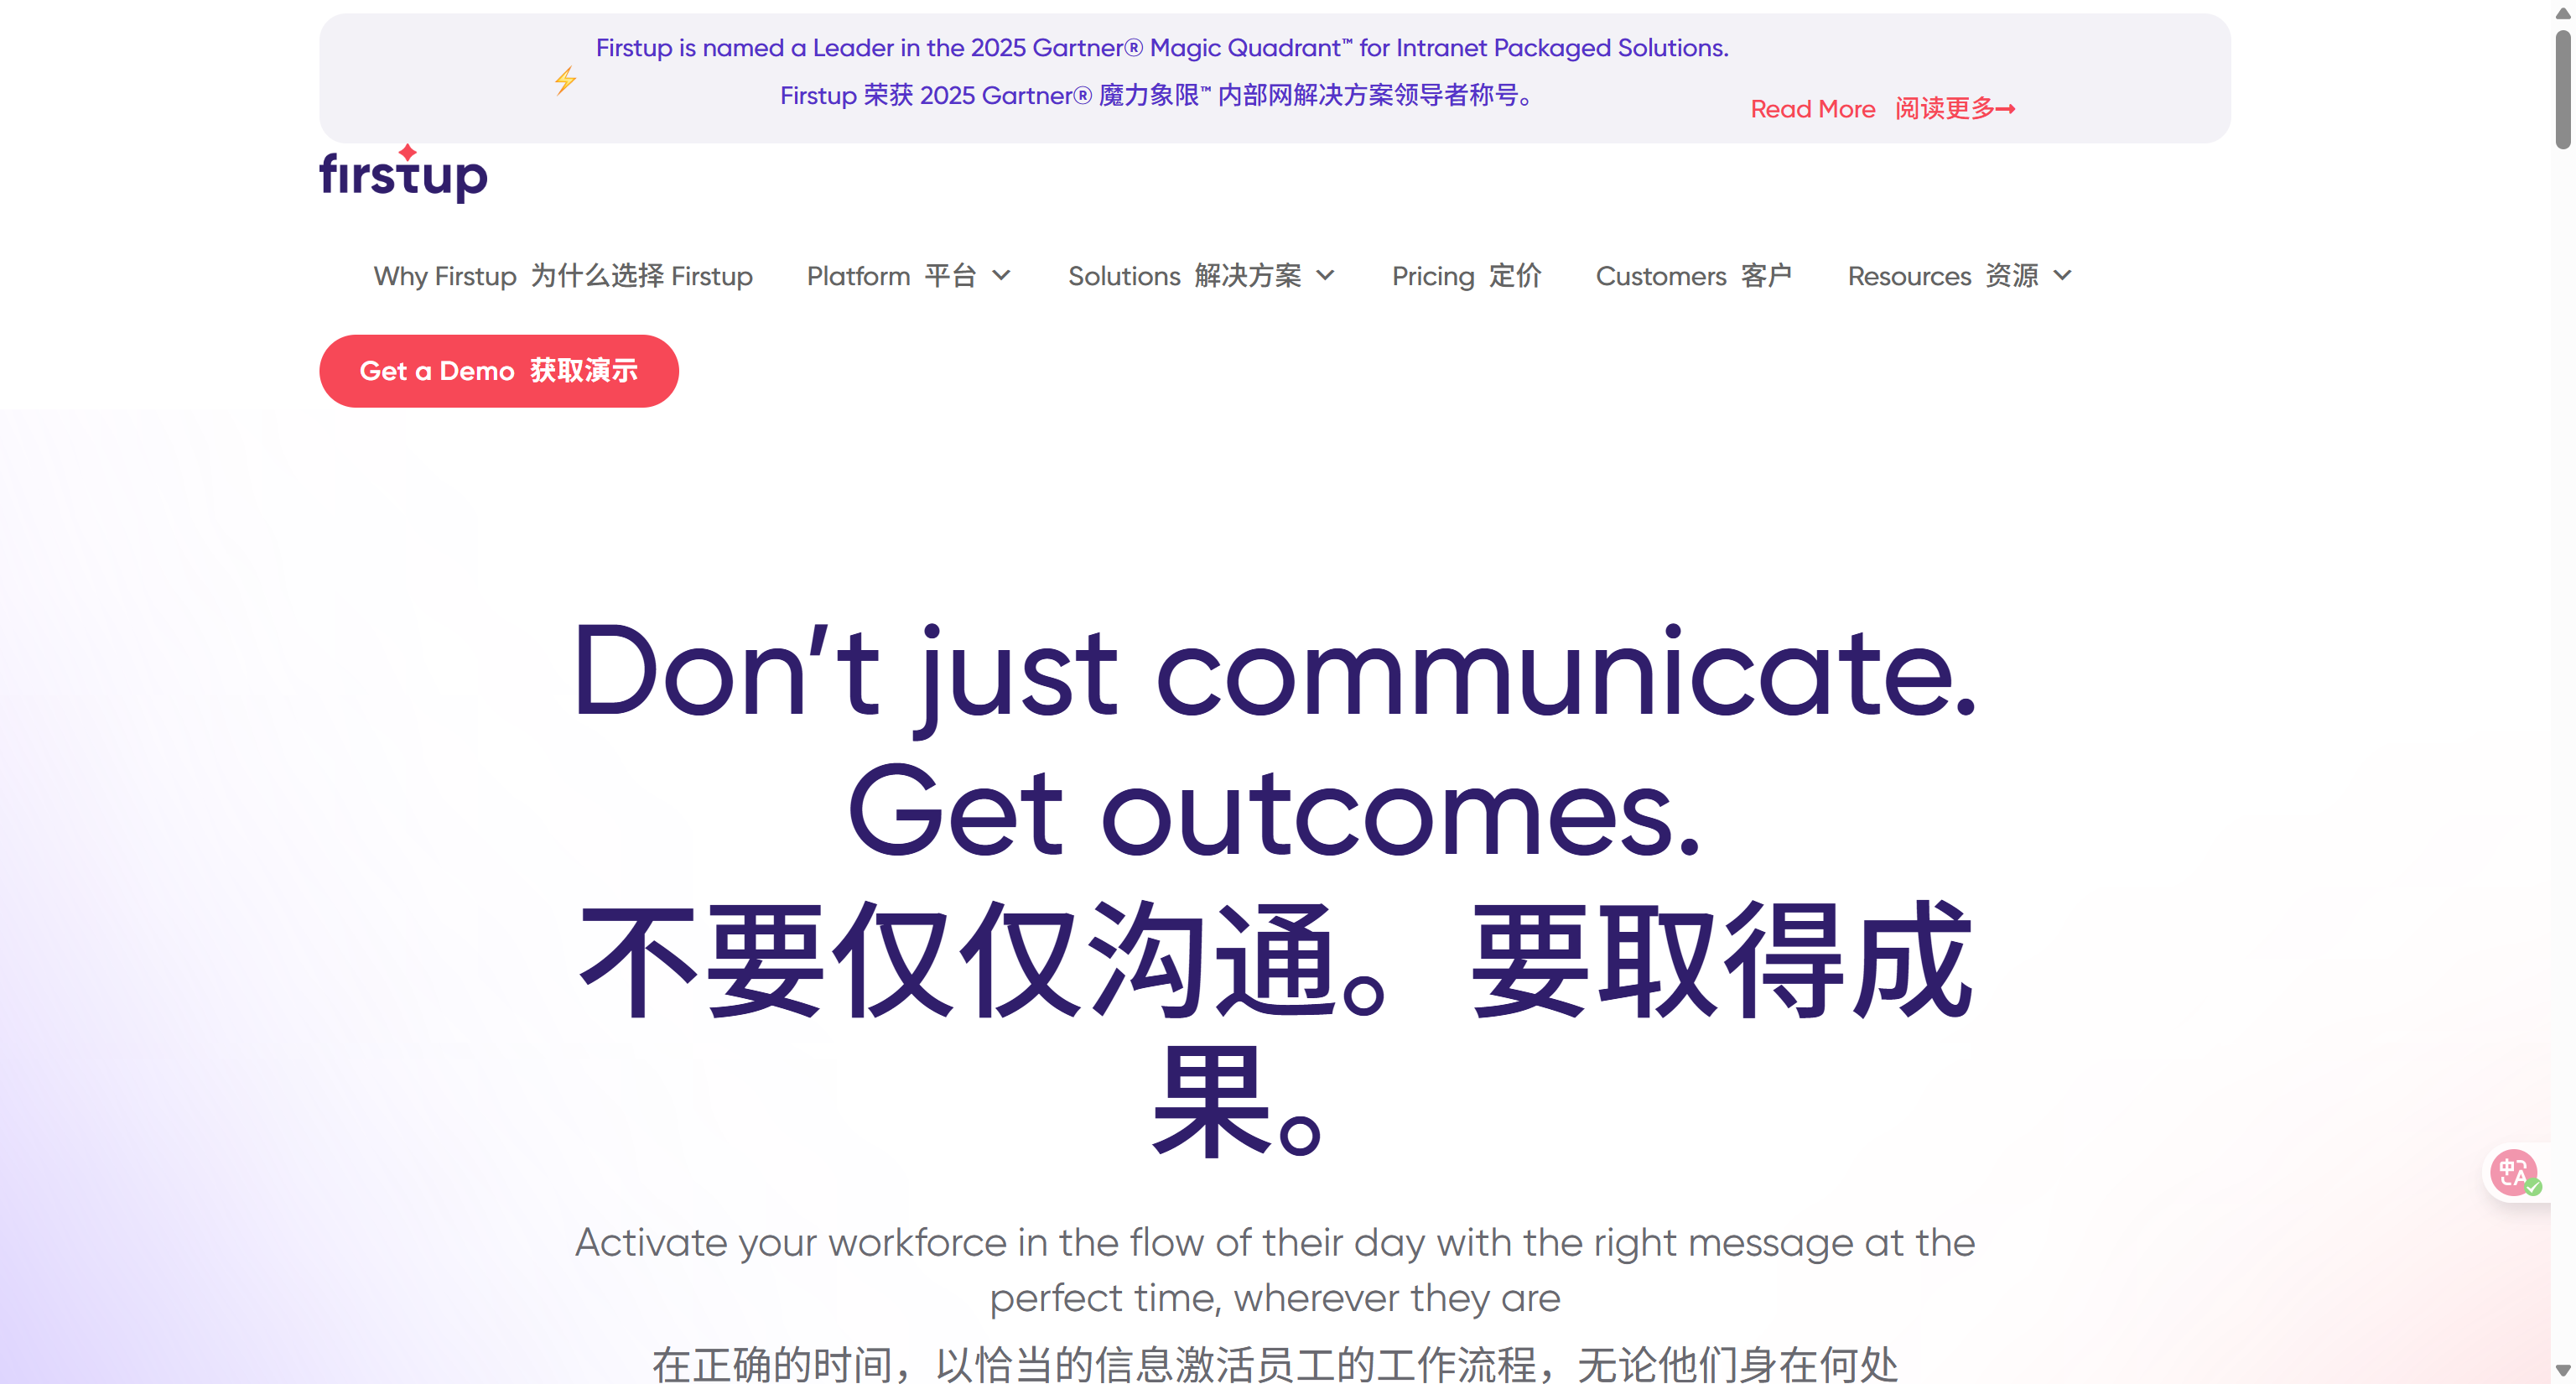 Firstup is named a Leader in the 2025 Gartner® Magic Quadrant™ for Intranet Packaged Solutions.
⚡ Firstup 荣获 2025 Gartner® 魔力象限™ 内部网解决方案领导者称号。
Read More 阅读更多→
firstup
Why Firstup 为什么选择 Firstup Platform 平台 Solutions 解决方案 Pricing 定价 Customers 客户 Resources 资源
Get a Demo 获取演示
Don't just communicate.
Get outcomes.
不要仅仅沟通。要取得成
果。
Activate your workforce in the flow of their day with the right message at the
perfect time, wherever they are
在正确的时间，以恰当的信息激活员工的工作流程，无论他们身在何处